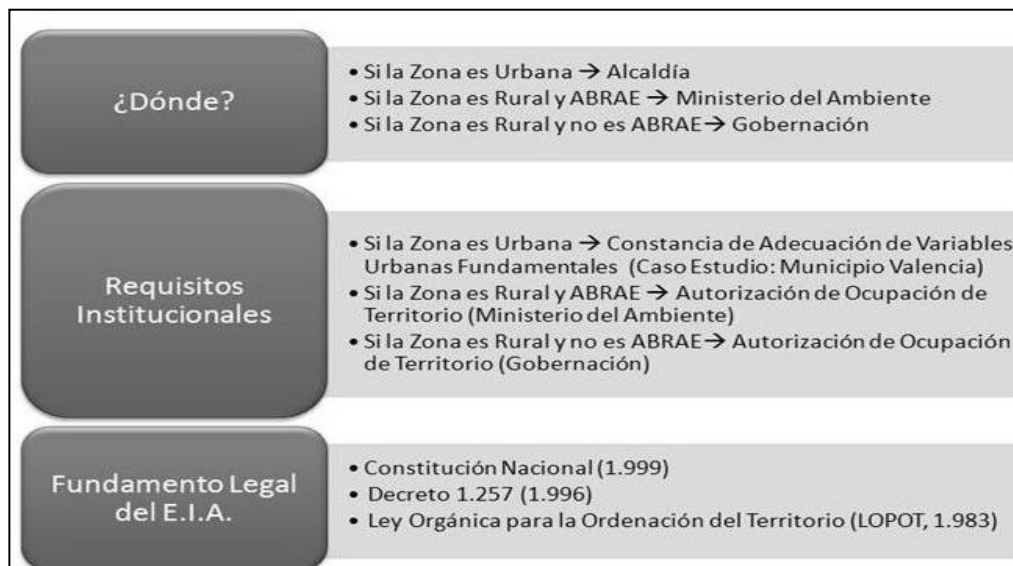 ¿Dónde?
• Si la Zona es Urbana → Alcaldía
• Si la Zona es Rural y ABRAE → Ministerio del Ambiente
• Si la Zona es Rural y no es ABRAE→ Gobernación
Requisitos
Institucionales
• Si la Zona es Urbana → Constancia de Adecuación de Variables
Urbanas Fundamentales (Caso Estudio: Municipio Valencia)
• Si la Zona es Rural y ABRAE → Autorización de Ocupación de
Territorio (Ministerio del Ambiente)
• Si la Zona es Rural y no es ABRAE→ Autorización de Ocupación
de Territorio (Gobernación)
Fundamento Legal
del E.I.A.
• Constitución Nacional (1.999)
• Decreto 1.257 (1.996)
• Ley Orgánica para la Ordenación del Territorio (LOPOT, 1.983)